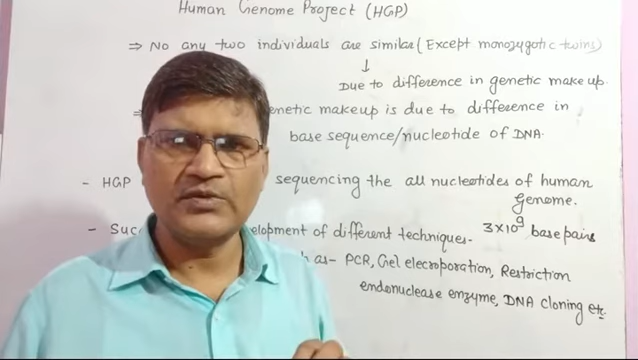 Human Genome Project (HGP)
⇒ No any two individuals are similar (Except monozygotic twins)
↓
Due to difference in genetic make up.
⇒ genetic makeup is due to difference in
base sequence/nucleotide of DNA.
- HGP sequencing the all nucleotides of human
Genome.
- Suc elopment of different techniques.
3×10⁹ base pairs
as- PCR, Gel elecroporation, Restriction
endonuclease enzyme, DNA cloning etc.